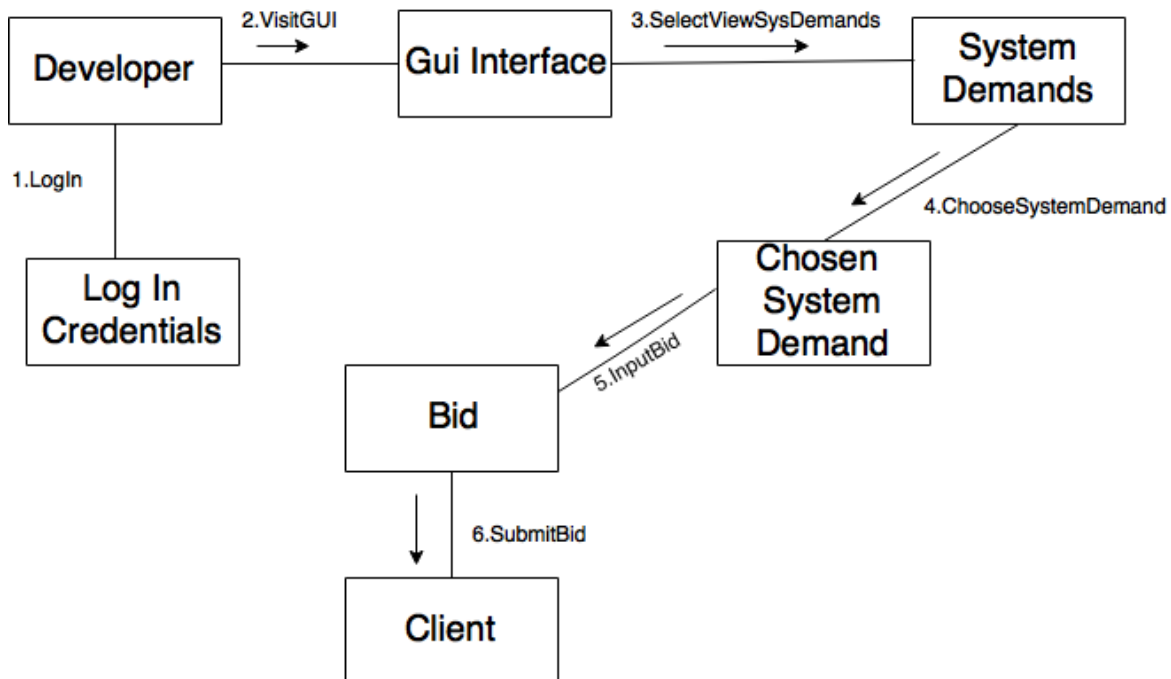 2.VisitGUI
3.SelectViewSysDemands
Developer
Gui Interface
System
Demands
1.LogIn
4.ChooseSystemDemand
Log In
Credentials
Chosen
System
Demand
5.InputBid
Bid
6.SubmitBid
Client